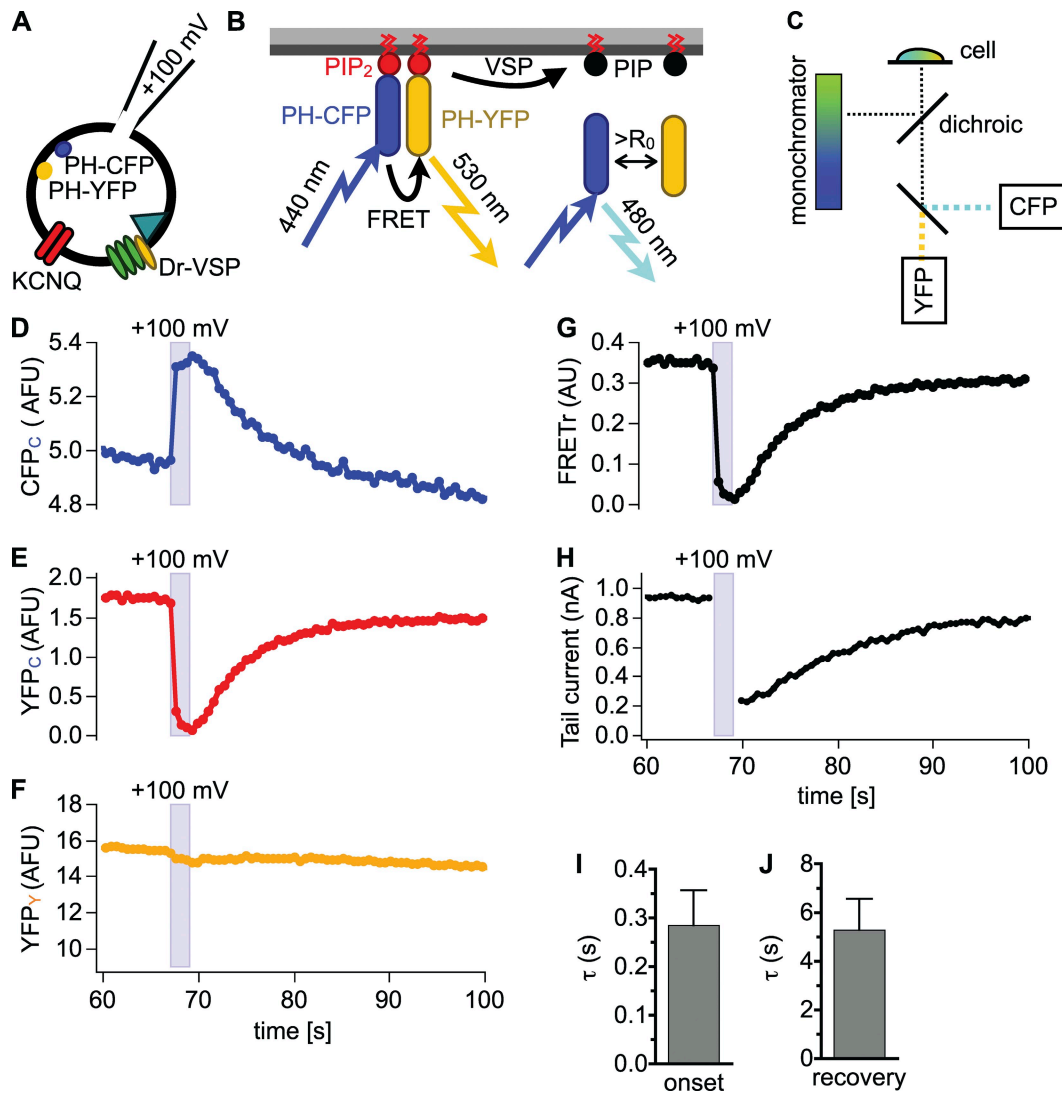 A
+100 mV
PH-CFP
PH-YFP
KCNQ
Dr-VSP
B
PIP2
VSP
PIP
PH-CFP
PH-YFP
>R0
440 nm
FRET
530 nm
480 nm
C
cell
monochromator
dichroic
CFP
YFP
D
+100 mV
CFPC ( AFU)
5.4
5.2
5.0
4.8
E
+100 mV
YFPC (AFU)
2.0
1.5
1.0
0.5
0.0
F
+100 mV
YFPY (AFU)
18
16
14
12
10
60 70 80 90 100
time [s]
G
+100 mV
FRETr (AU)
0.4
0.3
0.2
0.1
0.0
H
+100 mV
Tail current (nA)
1.0
0.8
0.6
0.4
0.2
0.0
60 70 80 90 100
time [s]
I
τ (s)
0.4
0.3
0.2
0.1
0.0
onset
J
τ (s)
8
6
4
2
0
recovery